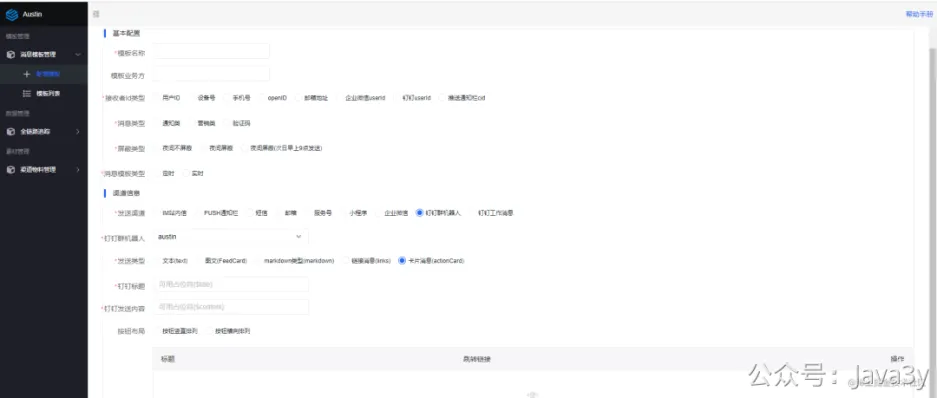 Austin
帮助手册
模板管理
消息模板管理
新增模板
模板列表
数据管理
全链路追踪
素材管理
渠道物料管理
基本配置
*模板名称
模板业务方
*接收者id类型 用户ID 设备号 手机号 openID 邮箱地址 企业微信userId 钉钉userId 推送通知栏cid
*消息类型 通知类 营销类 验证码
*屏蔽类型 夜间不屏蔽 夜间屏蔽 夜间屏蔽(次日早上9点发送)
*消息模板类型 定时 实时
渠道信息
*发送渠道 IM站内信 PUSH通知栏 短信 邮箱 服务号 小程序 企业微信 钉钉群机器人 钉钉工作消息
*钉钉群机器人 austin
*发送类型 文本(text) 图文(FeedCard) markdown类型(markdown) 链接消息(links) 卡片消息(actionCard)
*钉钉标题 可用占位符{$title}
*钉钉发送内容 可用占位符{$content}
按钮布局 按钮竖直排列 按钮横向排列
标题 跳转链接 操作
公众号：Java3y